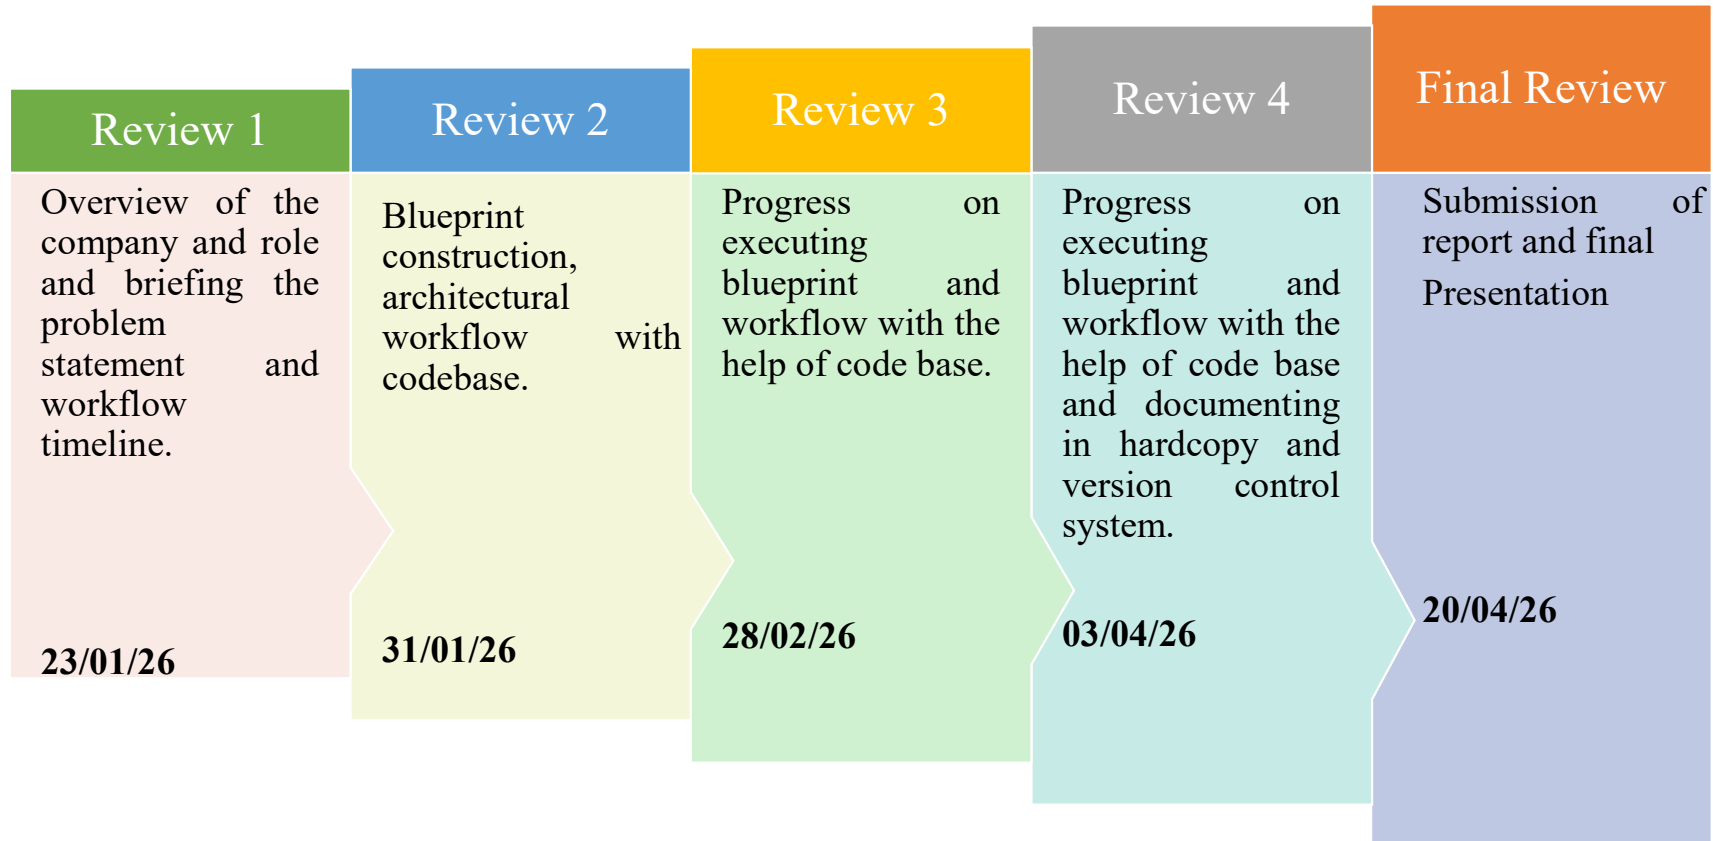 Review 1
Overview of the
company and role
and briefing the
problem
statement and
workflow
timeline.
23/01/26
Review 2
Blueprint
construction,
architectural
workflow with
codebase.
31/01/26
Review 3
Progress on
executing
blueprint and
workflow with the
help of code base.
28/02/26
Review 4
Progress on
executing
blueprint and
workflow with the
help of code base
and documenting
in hardcopy and
version control
system.
03/04/26
Final Review
Submission of
report and final
Presentation
20/04/26